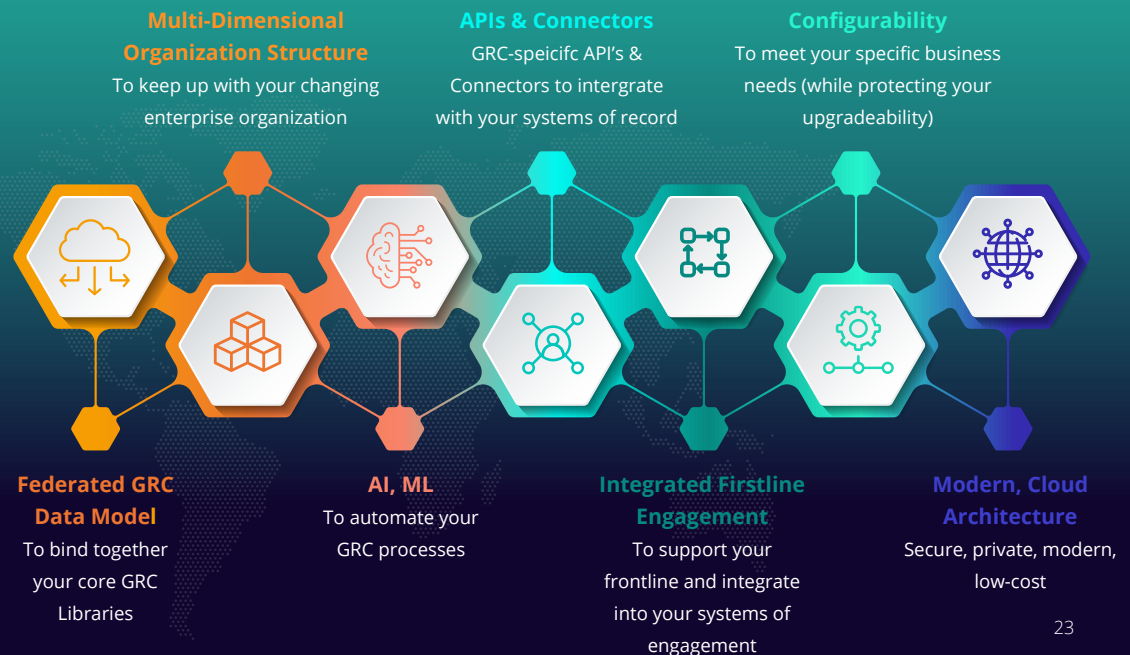 Multi-Dimensional
Organization Structure
To keep up with your changing
enterprise organization
APIs & Connectors
GRC-speicifc API's &
Connectors to intergrate
with your systems of record
Configurability
To meet your specific business
needs (while protecting your
upgradeability)
Federated GRC
Data Model
To bind together
your core GRC
Libraries
AI, ML
To automate your
GRC processes
Integrated Firstline
Engagement
To support your
frontline and integrate
into your systems of
engagement
Modern, Cloud
Architecture
Secure, private, modern,
low-cost
23